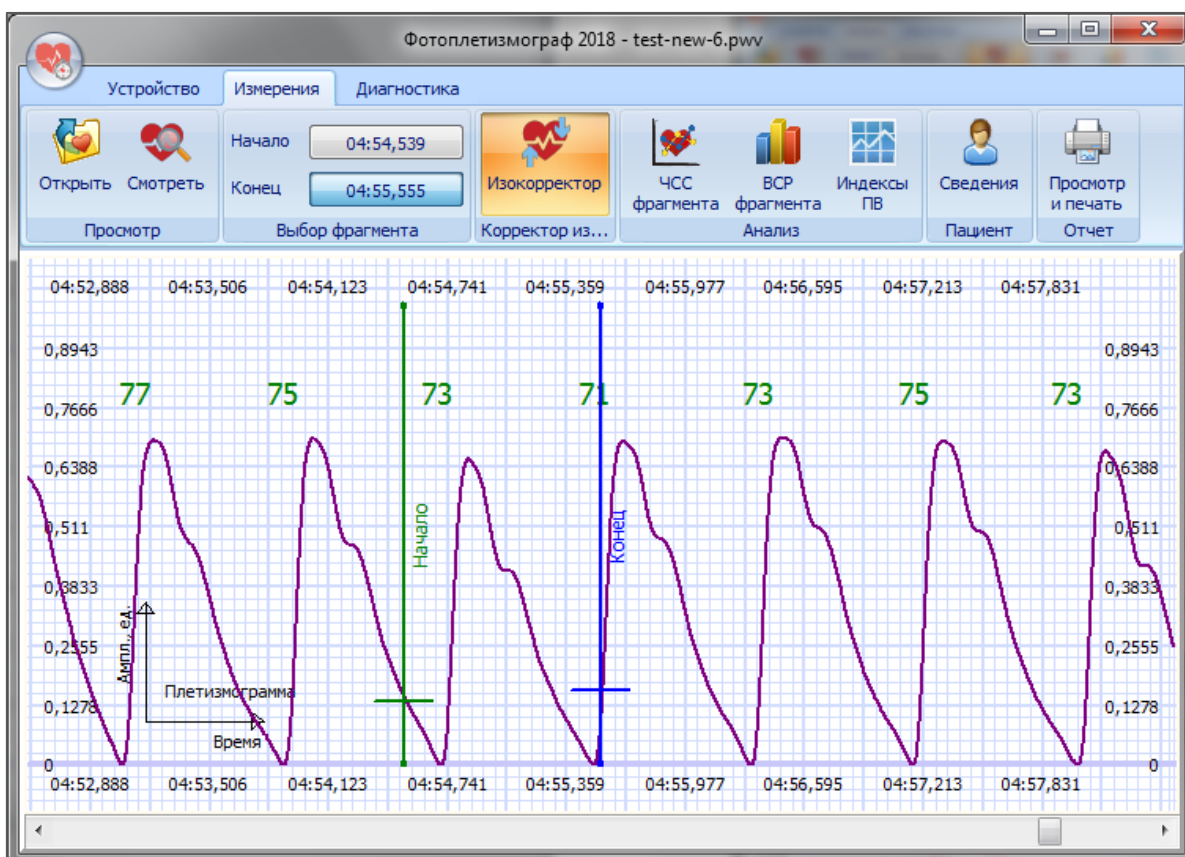 Фотоплетизмограф 2018 - test-new-6.pwv
Устройство Измерения Диагностика
Открыть Смотреть
Просмотр
Начало 04:54,539
Конец 04:55,555
Выбор фрагмента
Изокорректор
Корректор из...
ЧСС фрагмента
ВСР фрагмента
Индексы ПВ
Анализ
Сведения
Пациент
Просмотр и печать
Отчет
04:52,888 04:53,506 04:54,123 04:54,741 04:55,359 04:55,977 04:56,595 04:57,213 04:57,831
0,8943 0,8943
77 75 73 71 73 75 73
0,7666 0,7666
0,6388 0,6388
0,511 0,511
Начало
Конец
0,3833 0,3833
Ампл., ед.
0,2555 0,2555
Плетизмограмма
0,1278 0,1278
Время
0 0
04:52,888 04:53,506 04:54,123 04:54,741 04:55,359 04:55,977 04:56,595 04:57,213 04:57,831